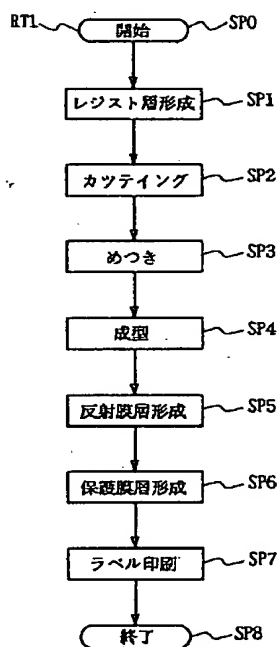 RT1 開始 SP0
レジスト層形成 SP1
カツテイング SP2
めつき SP3
成型 SP4
反射膜層形成 SP5
保護膜層形成 SP6
ラベル印刷 SP7
終了 SP8